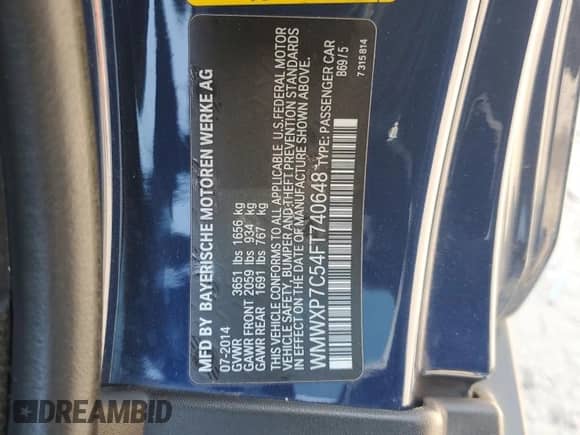 MFD BY BAYERISCHE MOTOREN WERKE AG
07-2014
GVWR 3651 lbs 1656 kg
GAWR FRONT 2059 lbs 934 kg
GAWR REAR 1691 lbs 767 kg
THIS VEHICLE CONFORMS TO ALL APPLICABLE U.S.FEDERAL MOTOR
VEHICLE SAFETY, BUMPER AND THEFT PREVENTION STANDARDS
IN EFFECT ON THE DATE OF MANUFACTURE SHOWN ABOVE.
WMWXP7C54FT740648 TYPE: PASSENGER CAR
B69/5
7 315 814
DREAMBID